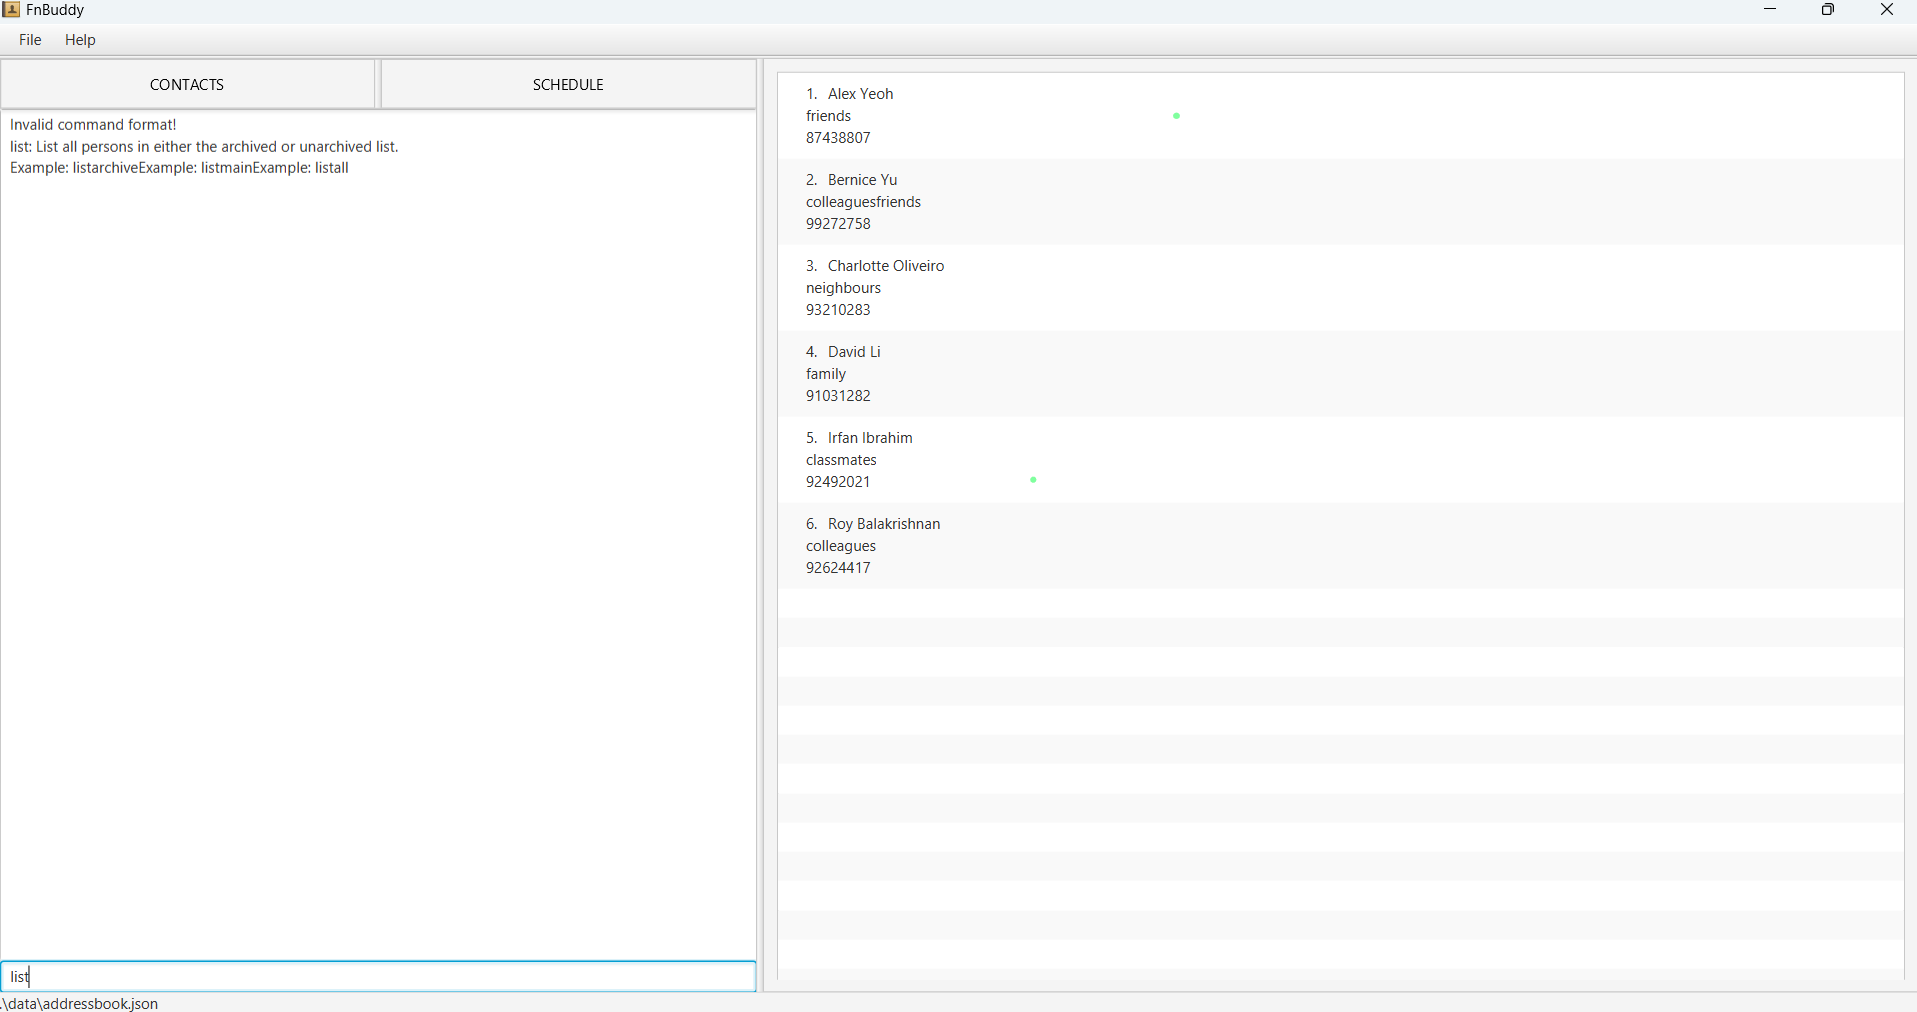 FnBuddy
File Help
CONTACTS SCHEDULE
Invalid command format!
list: List all persons in either the archived or unarchived list.
Example: listarchiveExample: listmainExample: listall
list
.\data\addressbook.json
1. Alex Yeoh
friends
87438807
2. Bernice Yu
colleaguesfriends
99272758
3. Charlotte Oliveiro
neighbours
93210283
4. David Li
family
91031282
5. Irfan Ibrahim
classmates
92492021
6. Roy Balakrishnan
colleagues
92624417